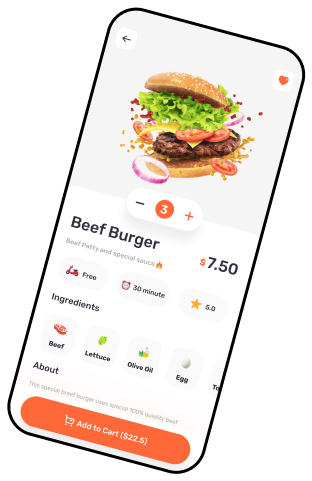 − 3 +
Beef Burger
$7.50
Beef Patty and special sauce🔥
Free
30 minute
5.0
Ingredients
Beef
Lettuce
Olive Oil
Egg
About
This special breef burger uses special 100% quality beef
Add to Cart ($22.5)